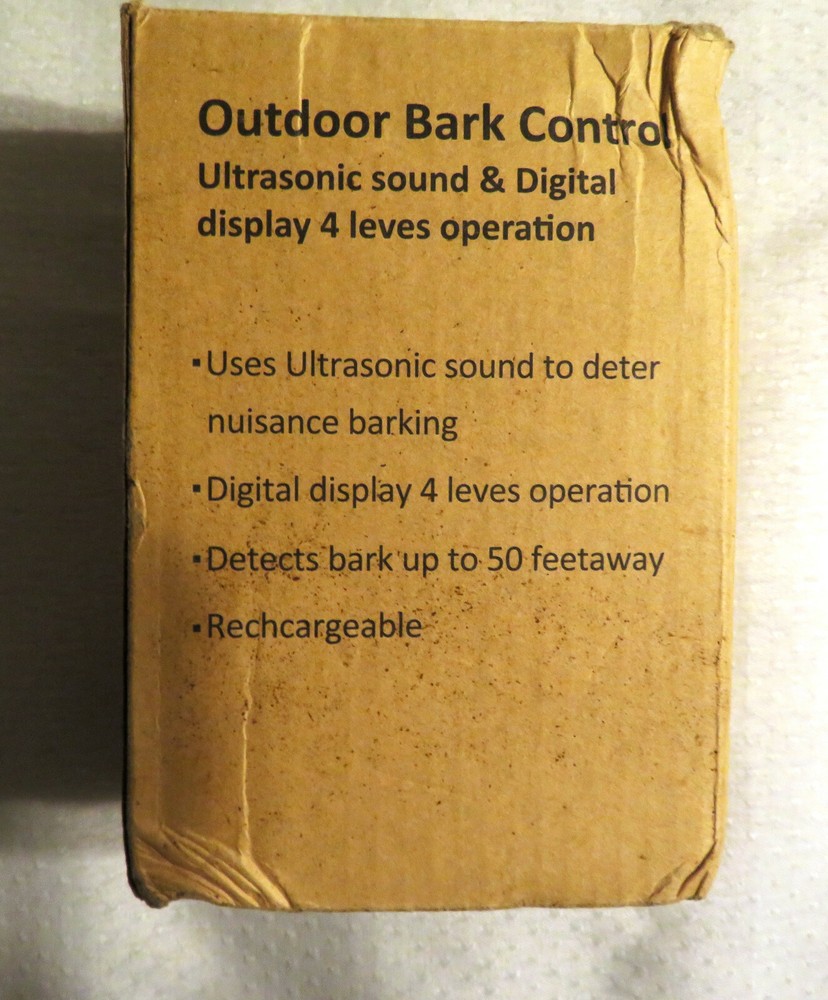 Outdoor Bark Control
Ultrasonic sound & Digital
display 4 leves operation
▪Uses Ultrasonic sound to deter
nuisance barking
▪Digital display 4 leves operation
▪Detects bark up to 50 feetaway
▪Rechcargeable